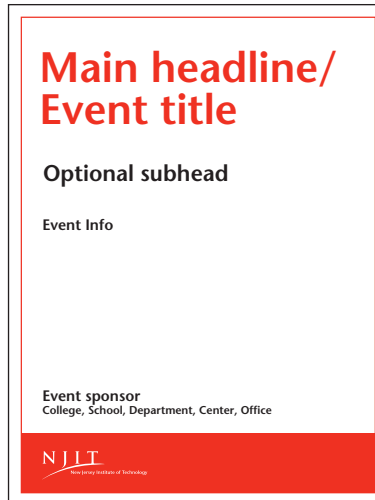 Main headline/
Event title
Optional subhead
Event Info
Event sponsor
College, School, Department, Center, Office
NJIT
New Jersey Institute of Technology